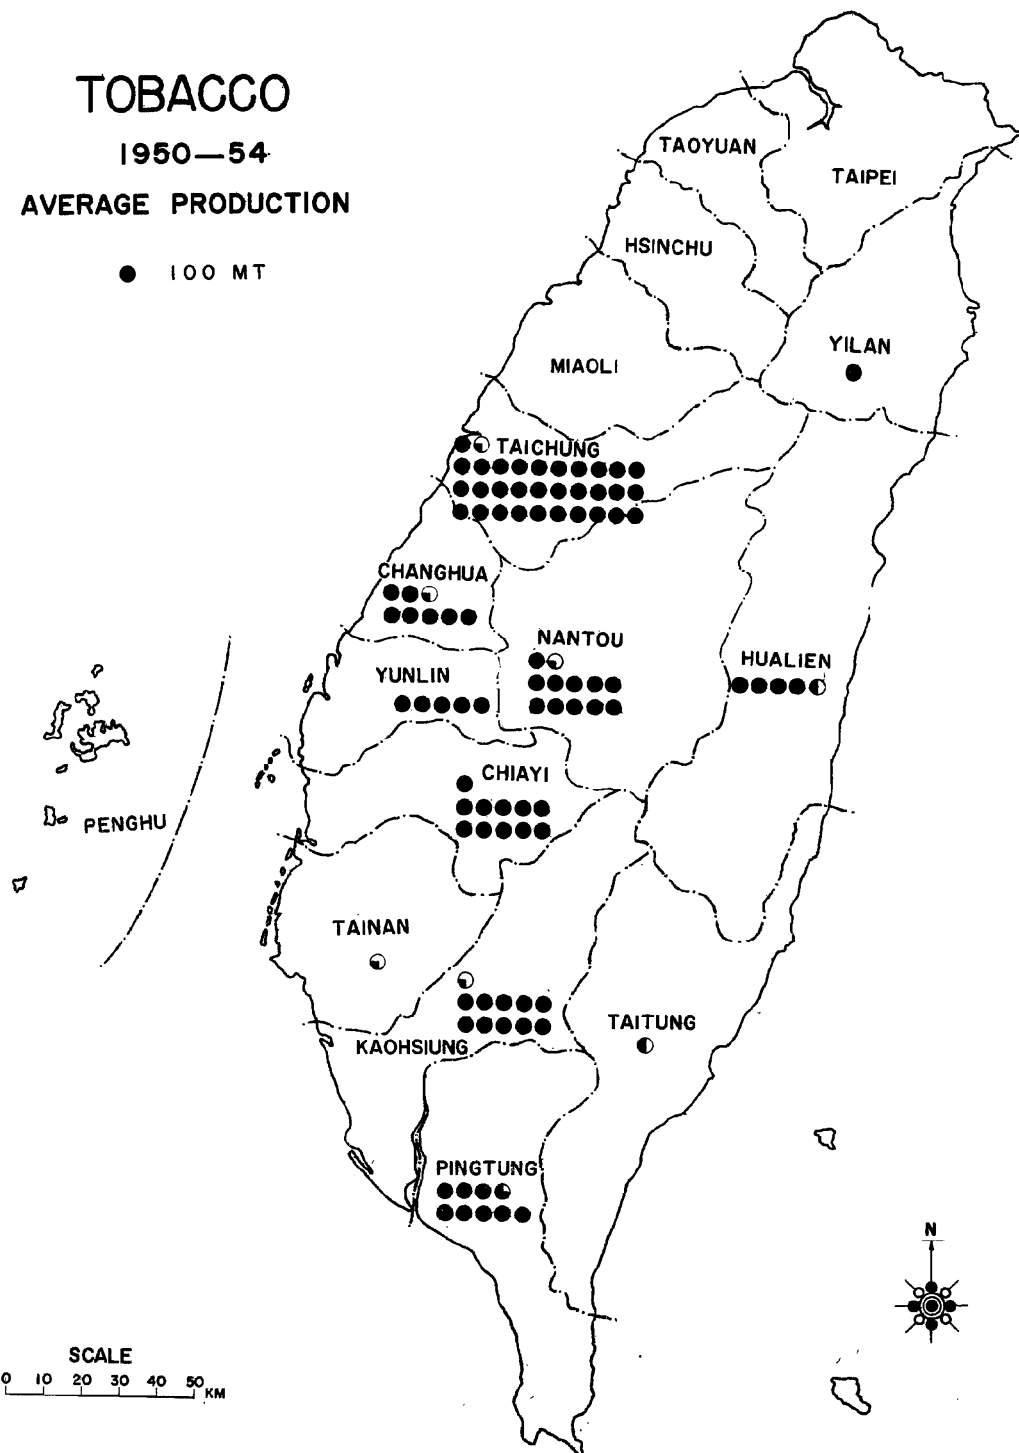 TOBACCO
1950—54
AVERAGE PRODUCTION
100 MT
TAOYUAN
TAIPEI
HSINCHU
YILAN
MIAOLI
TAICHUNG
CHANGHUA
NANTOU
HUALIEN
YUNLIN
CHIAYI
PENGHU
TAINAN
TAITUNG
KAOHSIUNG
PINGTUNG
N
SCALE
0 10 20 30 40 50 KM